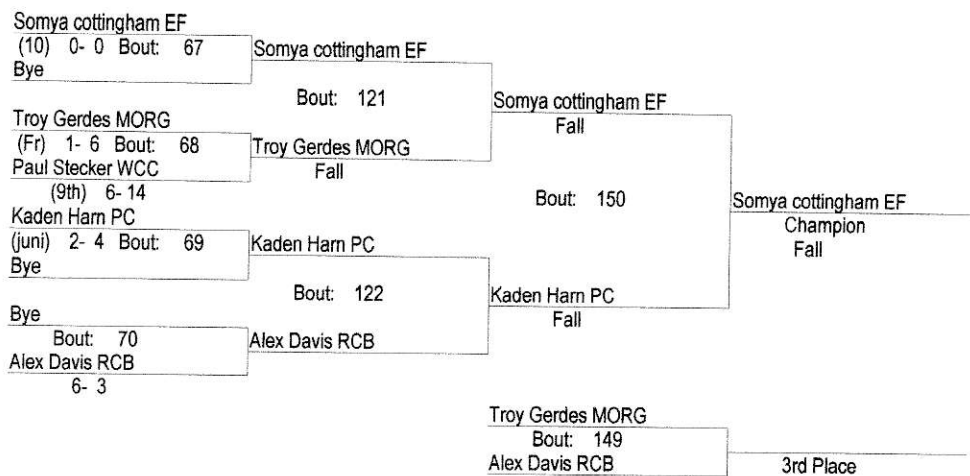 Somya cottingham EF
(10) 0- 0 Bout: 67
Bye
Somya cottingham EF
Bout: 121
Troy Gerdes MORG
(Fr) 1- 6 Bout: 68
Paul Stecker WCC
(9th) 6- 14
Troy Gerdes MORG
Fall
Somya cottingham EF
Fall
Kaden Harn PC
(juni) 2- 4 Bout: 69
Bye
Kaden Harn PC
Bout: 122
Bye
Bout: 70
Alex Davis RCB
6- 3
Alex Davis RCB
Kaden Harn PC
Fall
Bout: 150
Somya cottingham EF
Champion
Fall
Troy Gerdes MORG
Bout: 149
Alex Davis RCB
3rd Place